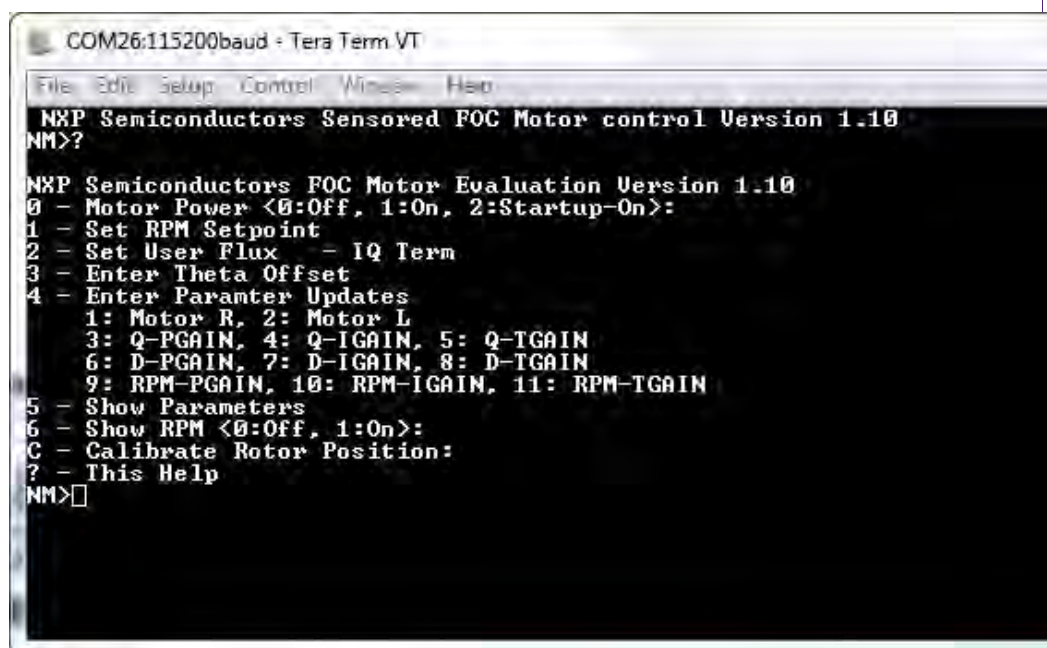 COM26:115200baud - Tera Term VT
File Edit Setup Control Window Help
NXP Semiconductors Sensored FOC Motor control Version 1.10
NM>?
NXP Semiconductors FOC Motor Evaluation Version 1.10
0 - Motor Power <0:Off, 1:On, 2:Startup-On>:
1 - Set RPM Setpoint
2 - Set User Flux   - IQ Term
3 - Enter Theta Offset
4 - Enter Paramter Updates
    1: Motor R, 2: Motor L
    3: Q-PGAIN, 4: Q-IGAIN, 5: Q-TGAIN
    6: D-PGAIN, 7: D-IGAIN, 8: D-TGAIN
    9: RPM-PGAIN, 10: RPM-IGAIN, 11: RPM-TGAIN
5 - Show Parameters
6 - Show RPM <0:Off, 1:On>:
C - Calibrate Rotor Position:
? - This Help
NM>